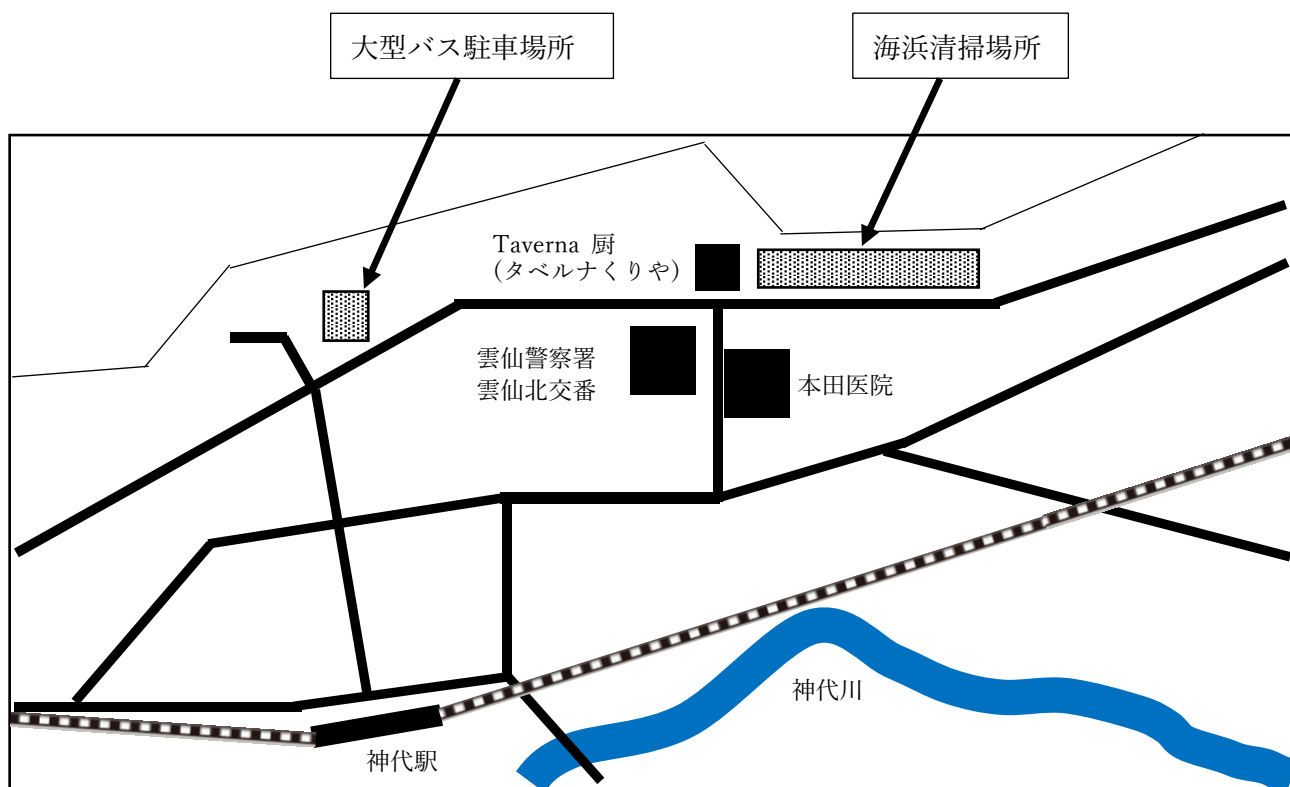 大型バス駐車場所
海浜清掃場所
Taverna 厨
(タベルナくりや)
雲仙警察署
雲仙北交番
本田医院
神代川
神代駅